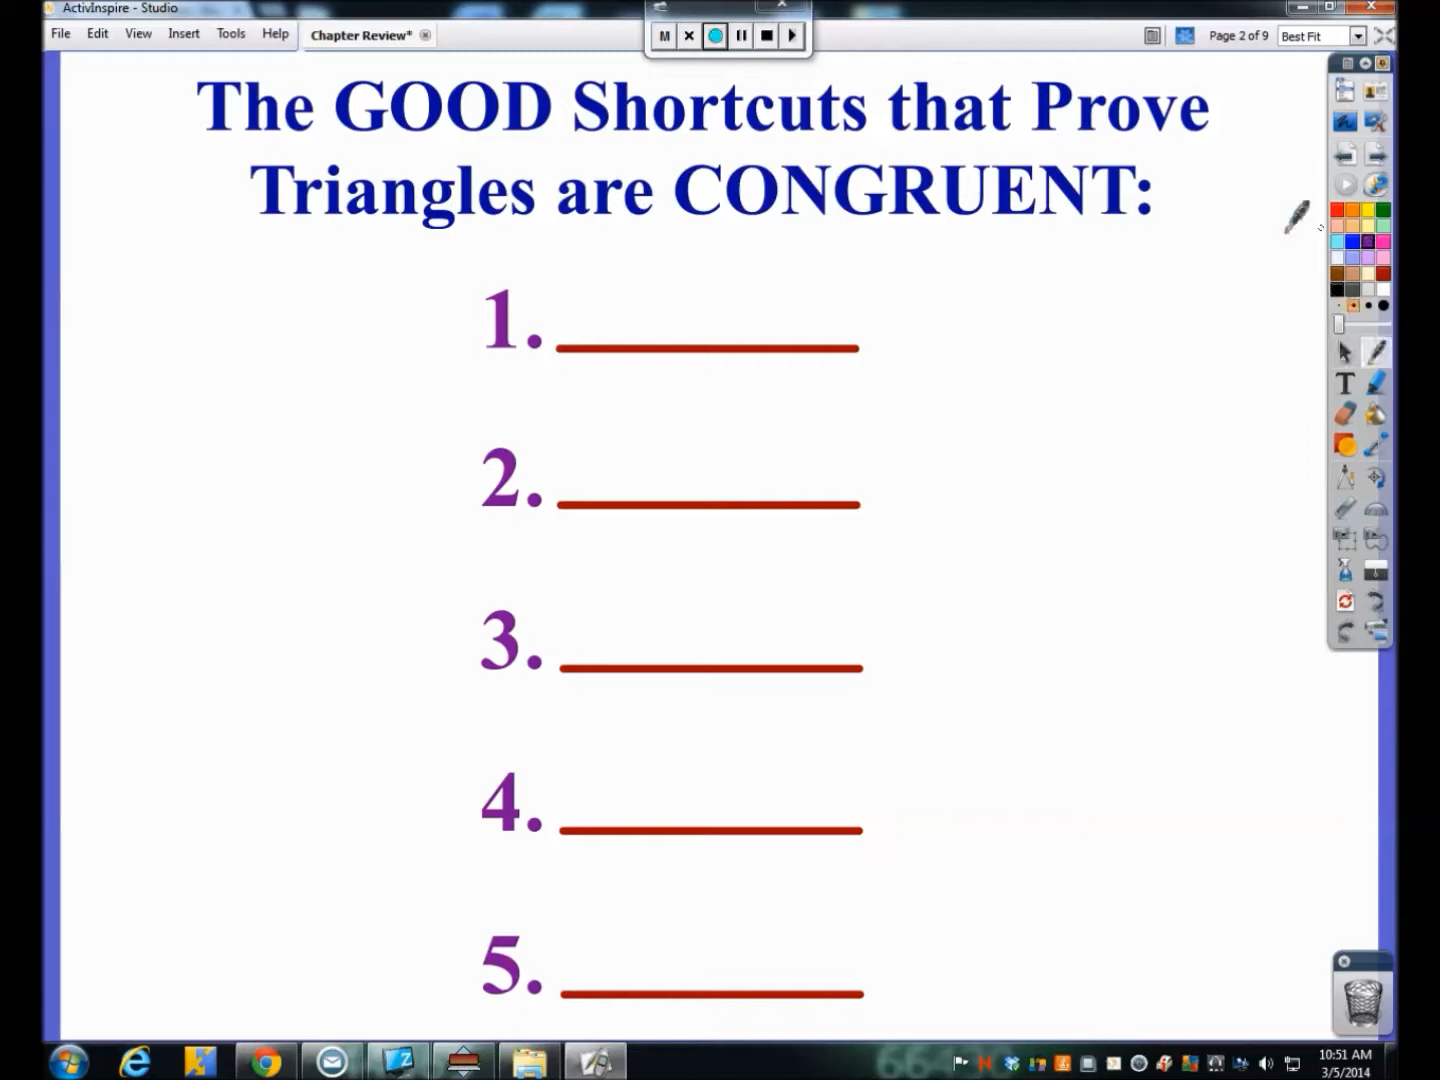 ActivInspire - Studio
File Edit View Insert Tools Help Chapter Review* M Page 2 of 9 Best Fit
The GOOD Shortcuts that Prove
Triangles are CONGRUENT:
1.
2.
3.
4.
5.
10:51 AM
3/5/2014